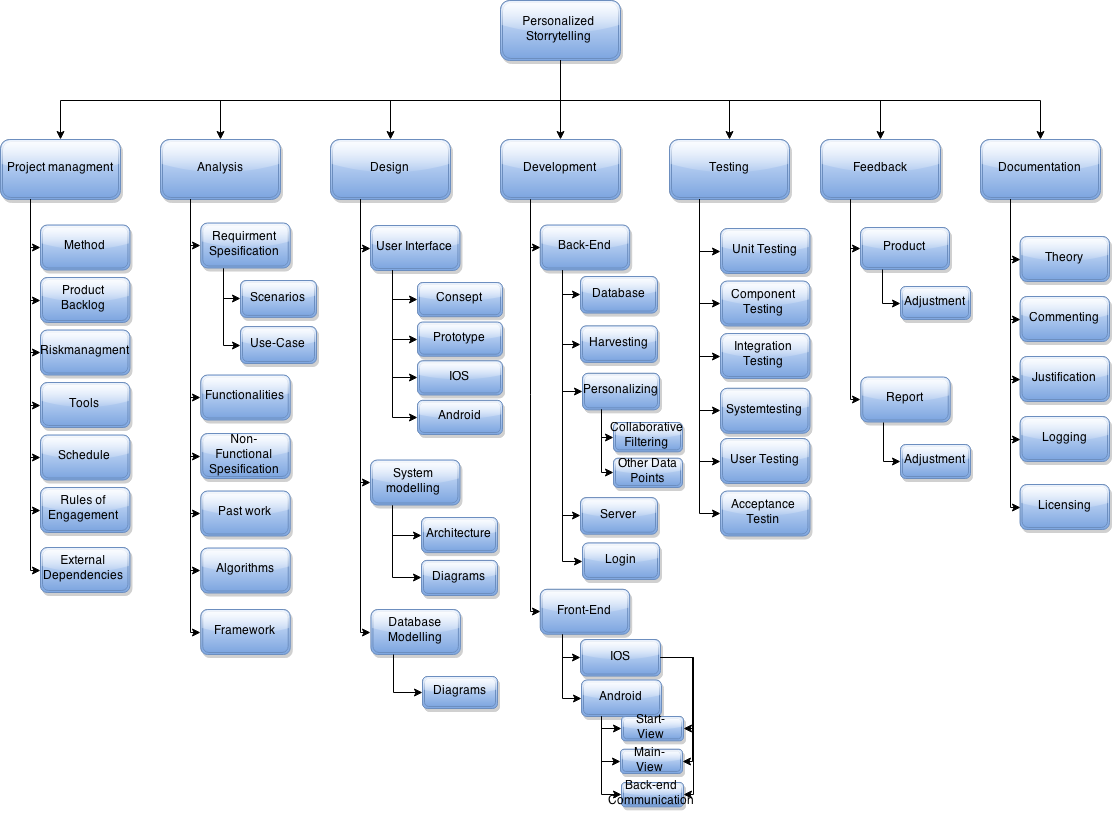 Personalized
Storrytelling
Project managment
Analysis
Design
Development
Testing
Feedback
Documentation
Method
Product
Backlog
Riskmanagment
Tools
Schedule
Rules of
Engagement
External
Dependencies
Requirment
Spesification
Scenarios
Use-Case
Functionalities
Non-
Functional
Spesification
Past work
Algorithms
Framework
User Interface
Consept
Prototype
IOS
Android
System
modelling
Architecture
Diagrams
Database
Modelling
Diagrams
Back-End
Database
Harvesting
Personalizing
Collaborative
Filtering
Other Data
Points
Server
Login
Front-End
IOS
Android
Start-
View
Main-
View
Back-end
Communication
Unit Testing
Component
Testing
Integration
Testing
Systemtesting
User Testing
Acceptance
Testin
Product
Adjustment
Report
Adjustment
Theory
Commenting
Justification
Logging
Licensing